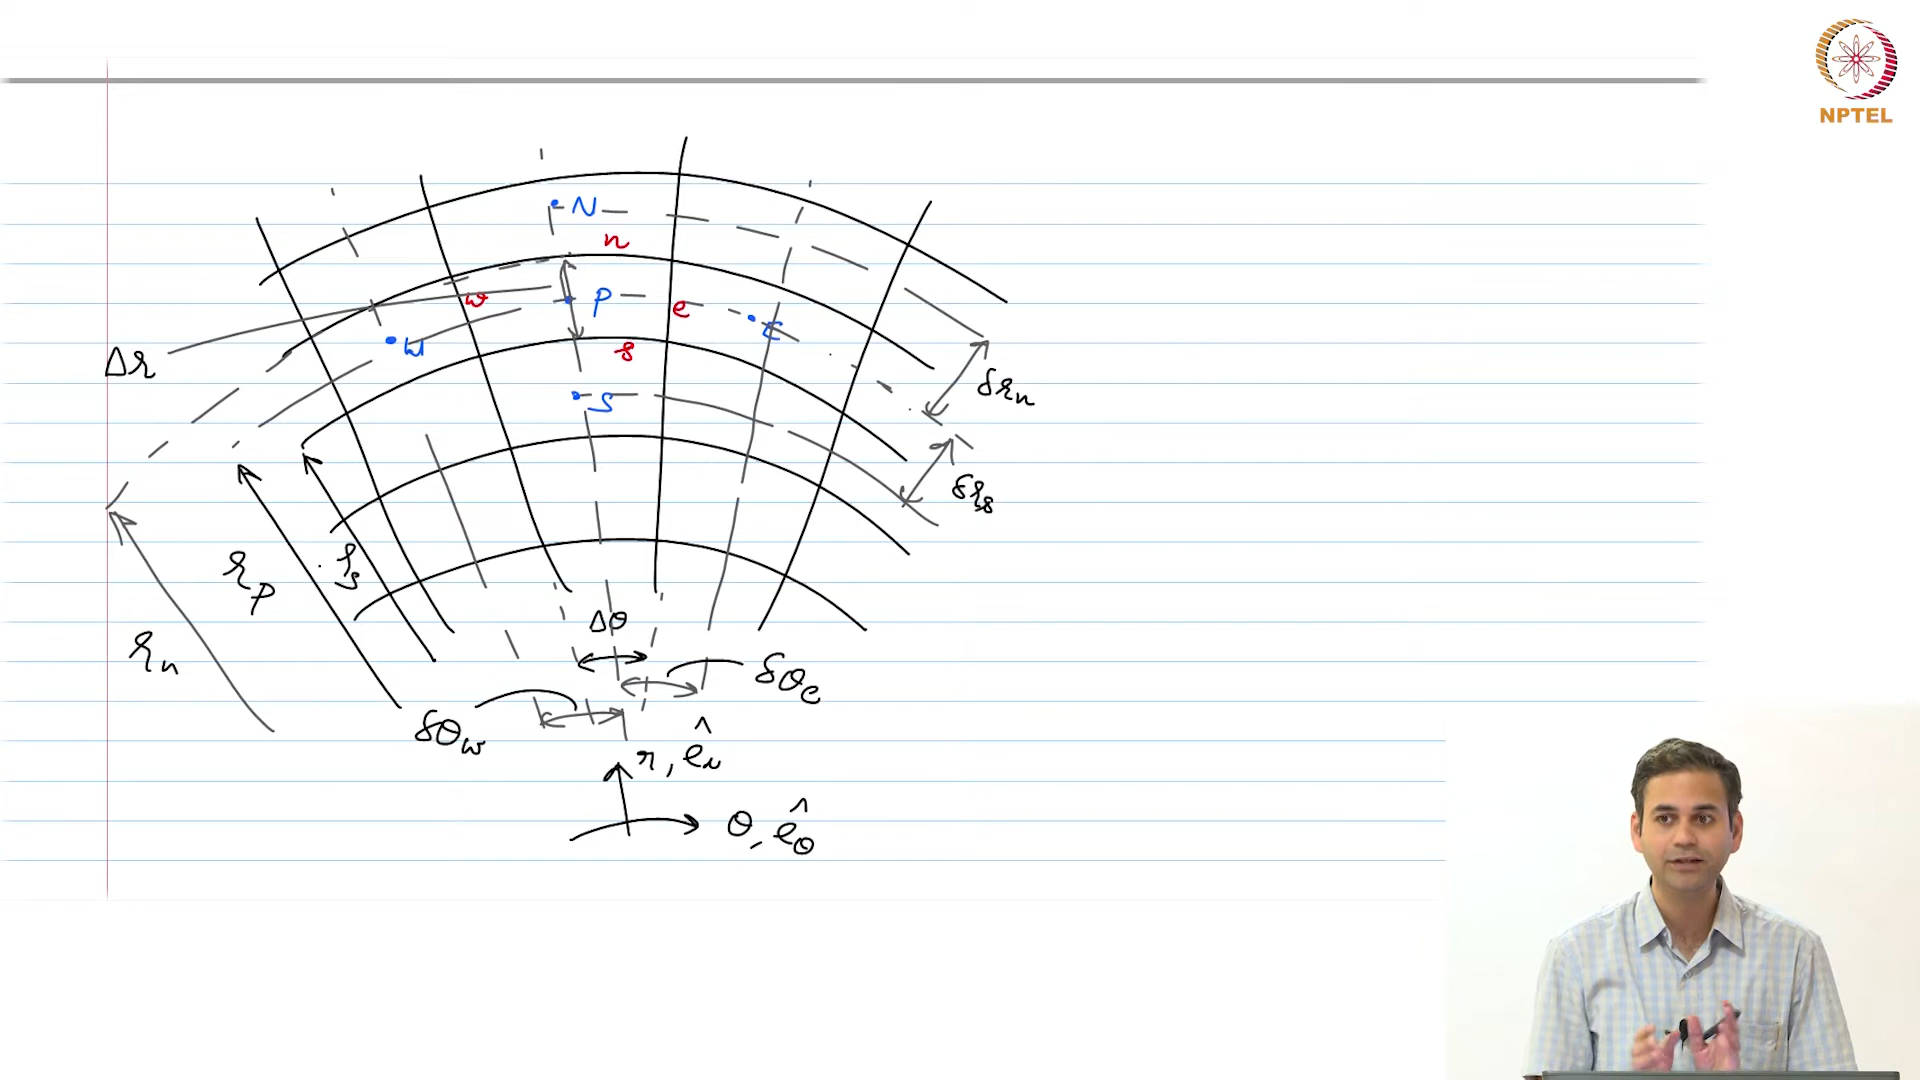 NPTEL
N
n
w
P
e
E
Δr
W
s
S
δr_n
δr_s
r_P
r_s
Δθ
r_n
δθ_e
δθ_w
r, ê_r
θ, ê_θ